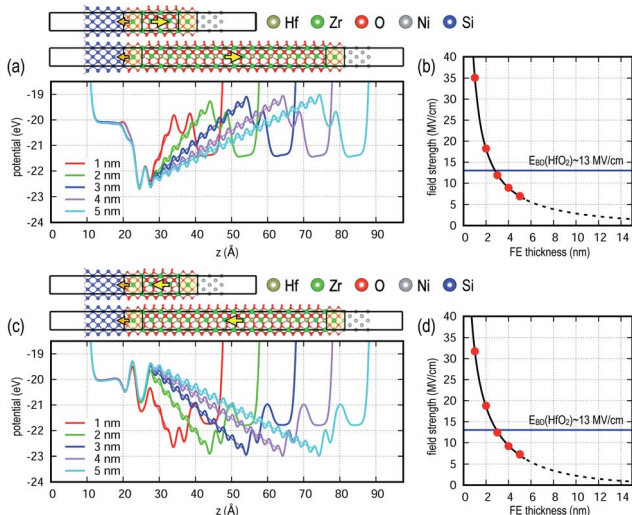 Hf Zr O Ni Si
(a)
-19
-20
-21
-22
-23
-24
potential (eV)
1 nm
2 nm
3 nm
4 nm
5 nm
0 10 20 30 40 50 60 70 80 90
z (Å)
(b)
40
35
30
25
20
15
10
5
0
field strength (MV/cm)
E_BD(HfO₂)~13 MV/cm
0 2 4 6 8 10 12 14
FE thickness (nm)
Hf Zr O Ni Si
(c)
-19
-20
-21
-22
-23
-24
potential (eV)
1 nm
2 nm
3 nm
4 nm
5 nm
0 10 20 30 40 50 60 70 80 90
z (Å)
(d)
40
35
30
25
20
15
10
5
0
field strength (MV/cm)
E_BD(HfO₂)~13 MV/cm
0 2 4 6 8 10 12 14
FE thickness (nm)